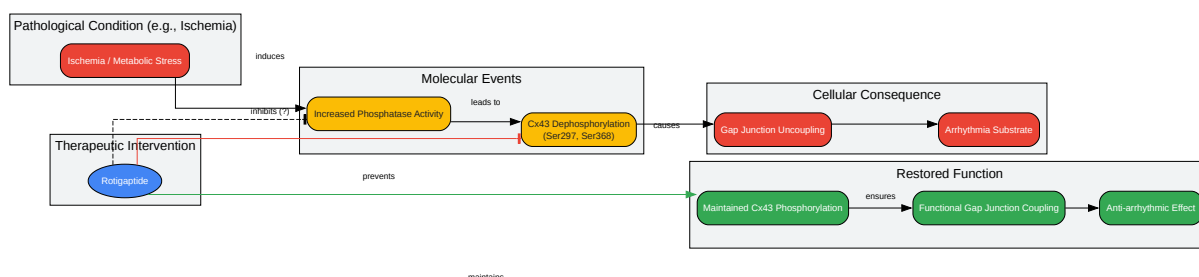 Pathological Condition (e.g., Ischemia)
Ischemia / Metabolic Stress
induces
Molecular Events
inhibits (?)
Increased Phosphatase Activity
leads to
Cx43 Dephosphorylation
(Ser297, Ser368)
causes
Cellular Consequence
Gap Junction Uncoupling
Arrhythmia Substrate
Therapeutic Intervention
Rotigaptide
prevents
Restored Function
Maintained Cx43 Phosphorylation
ensures
Functional Gap Junction Coupling
Anti-arrhythmic Effect
maintains